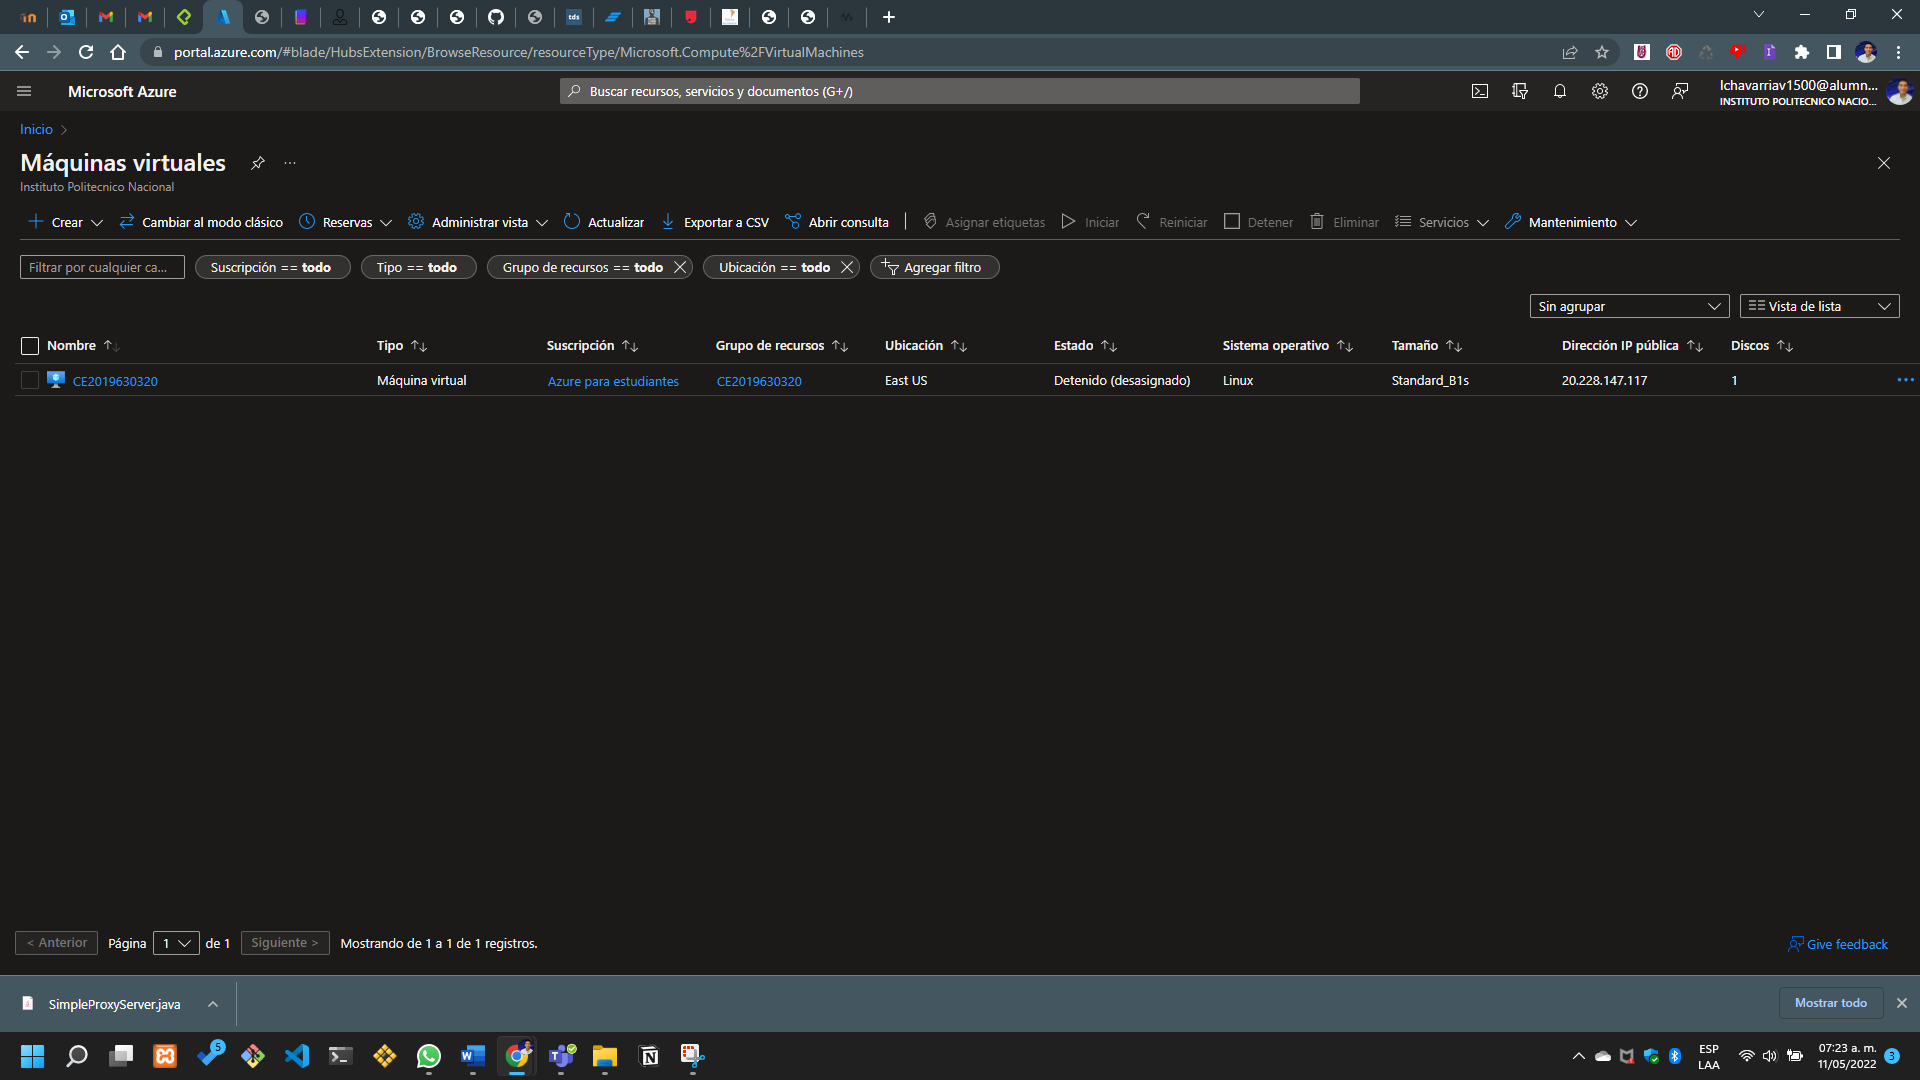 portal.azure.com/#blade/HubsExtension/BrowseResource/resourceType/Microsoft.Compute%2FVirtualMachines
Microsoft Azure
Buscar recursos, servicios y documentos (G+/)
lchavarriav1500@alumn...
INSTITUTO POLITECNICO NACIO...
Inicio
Máquinas virtuales
Instituto Politecnico Nacional
Crear Cambiar al modo clásico Reservas Administrar vista Actualizar Exportar a CSV Abrir consulta Asignar etiquetas Iniciar Reiniciar Detener Eliminar Servicios Mantenimiento
Filtrar por cualquier ca... Suscripción == todo Tipo == todo Grupo de recursos == todo Ubicación == todo Agregar filtro
Sin agrupar Vista de lista
Nombre Tipo Suscripción Grupo de recursos Ubicación Estado Sistema operativo Tamaño Dirección IP pública Discos
CE2019630320 Máquina virtual Azure para estudiantes CE2019630320 East US Detenido (desasignado) Linux Standard_B1s 20.228.147.117 1
< Anterior Página 1 de 1 Siguiente > Mostrando de 1 a 1 de 1 registros.
Give feedback
SimpleProxyServer.java
Mostrar todo
5
ESP
LAA
07:23 a. m.
11/05/2022
3